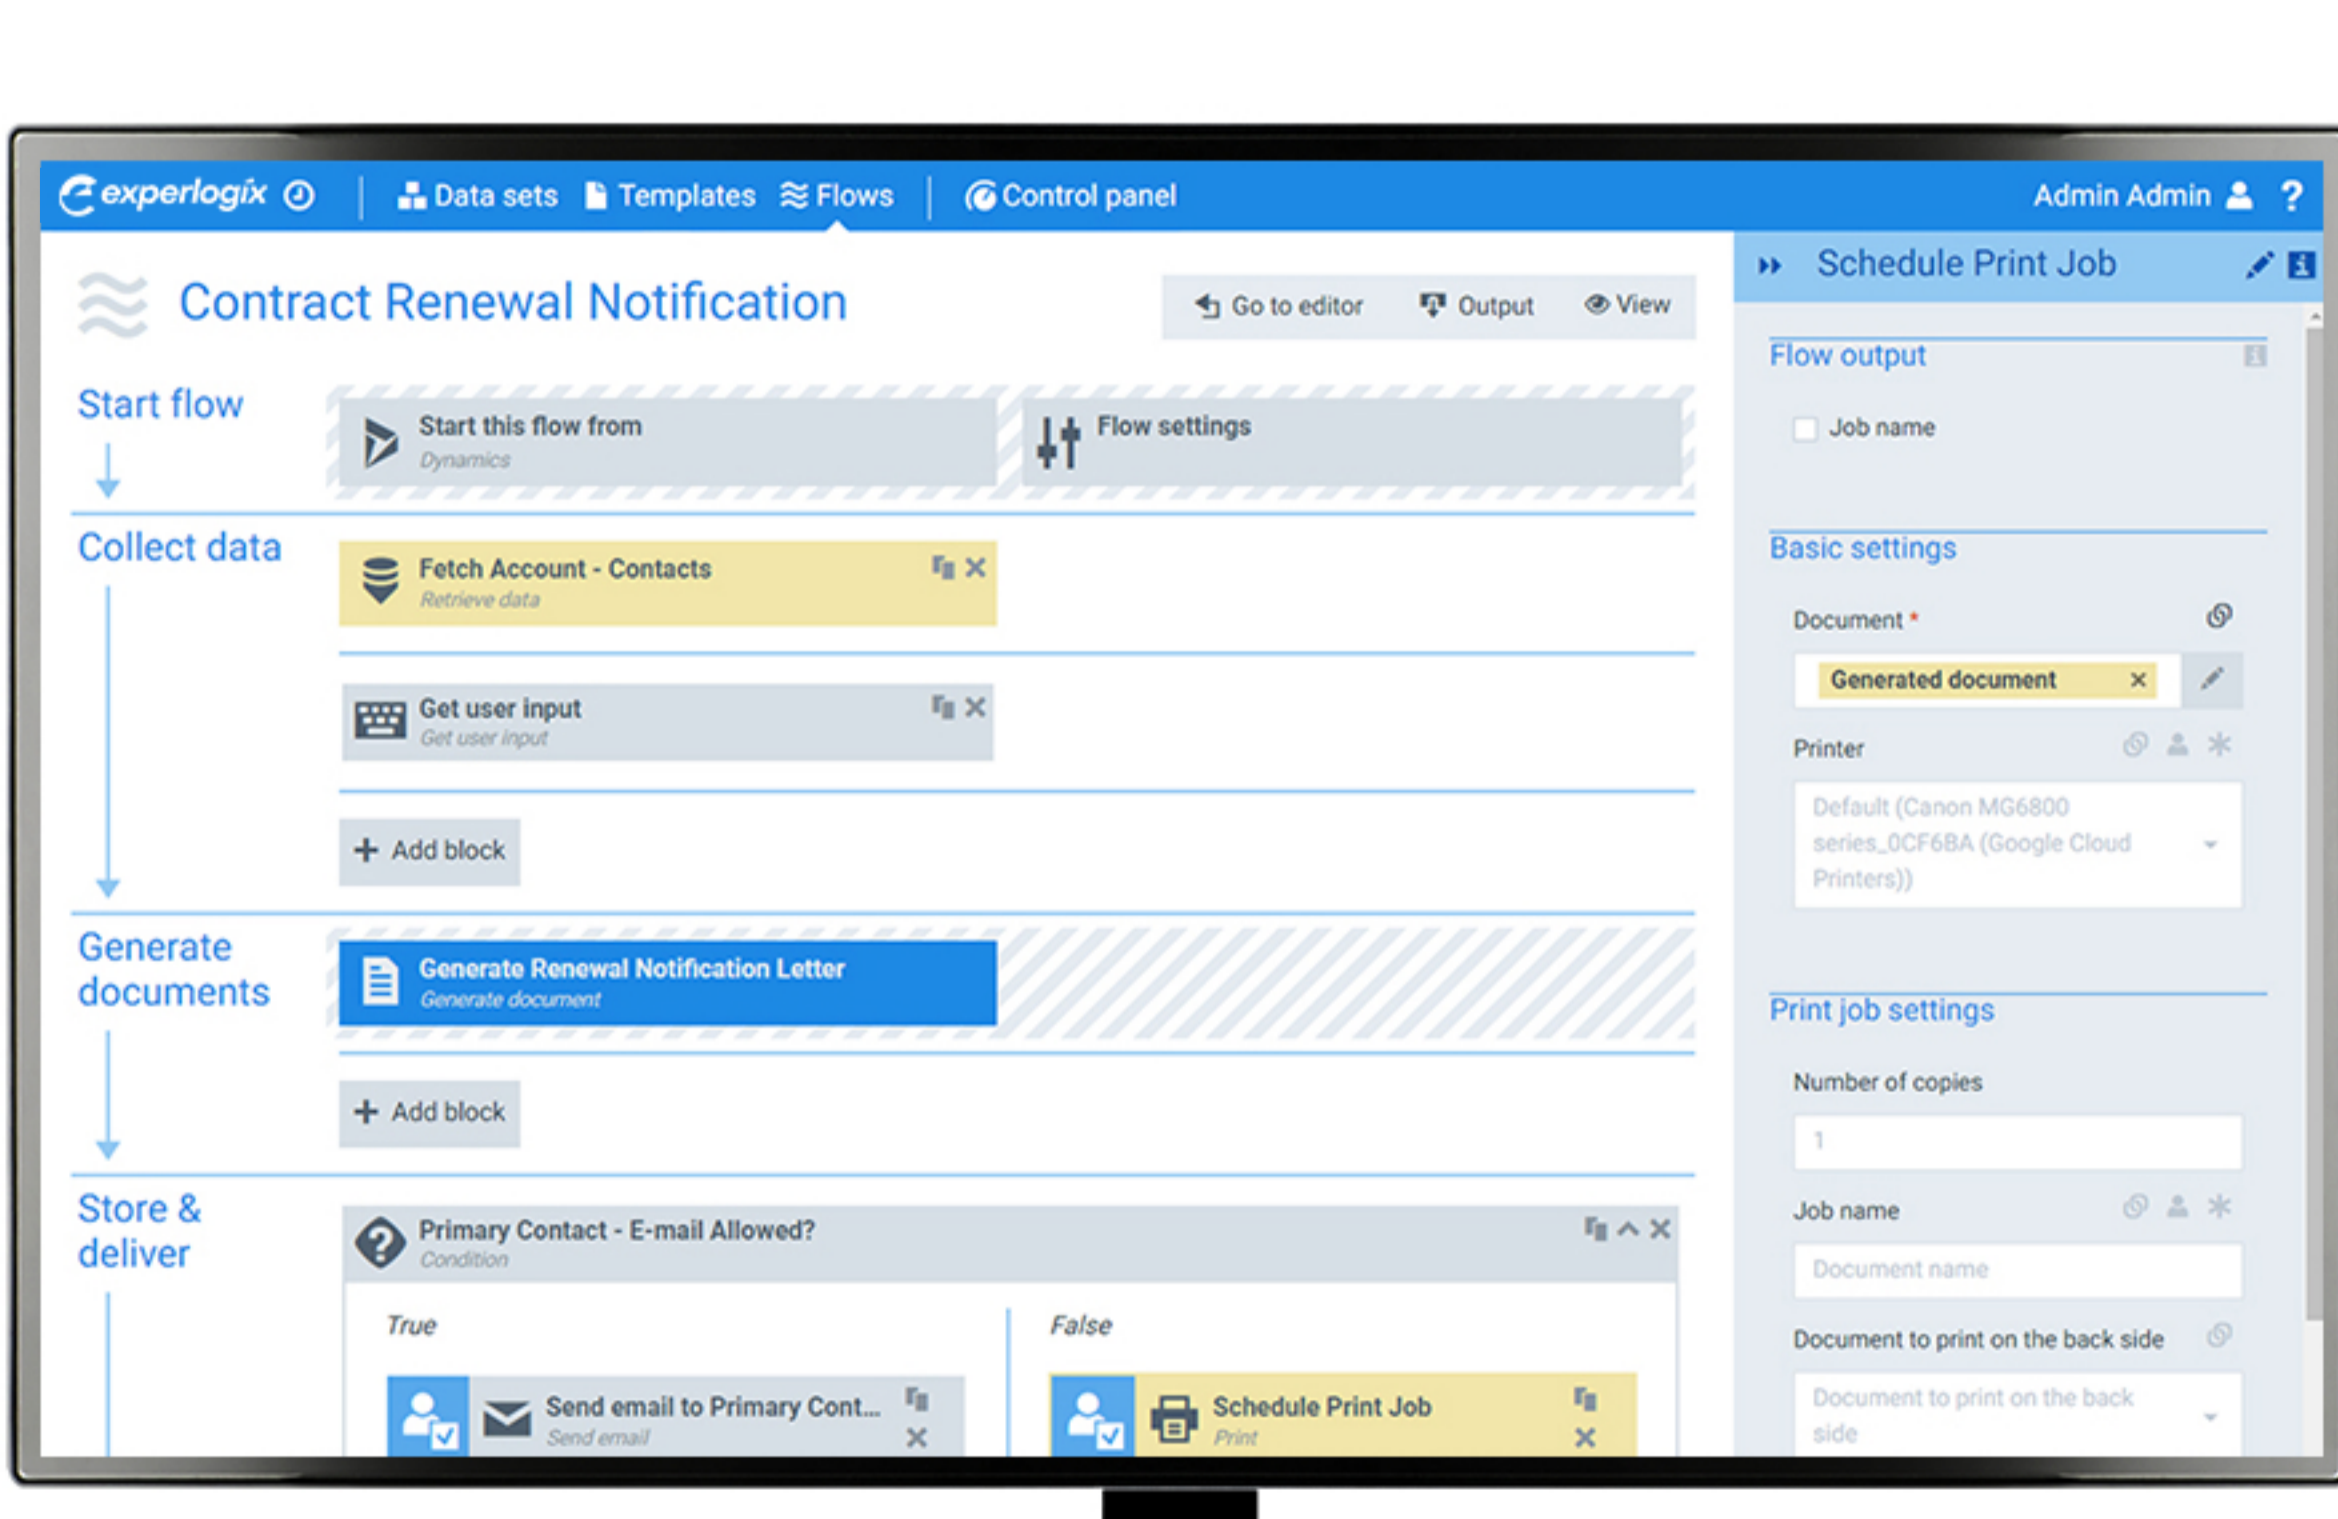 experlogix
Data sets
Templates
Flows
Control panel
Admin Admin
?
Contract Renewal Notification
Go to editor
Output
View
Start flow
Start this flow from
Dynamics
Flow settings
Collect data
Fetch Account - Contacts
Retrieve data
Get user input
Get user input
+ Add block
Generate
documents
Generate Renewal Notification Letter
Generate document
+ Add block
Store &
deliver
Primary Contact - E-mail Allowed?
Condition
True
False
Send email to Primary Cont...
Send email
Schedule Print Job
Print
Schedule Print Job
Flow output
Job name
Basic settings
Document *
Generated document
Printer
Default (Canon MG6800
series_0CF6BA (Google Cloud
Printers))
Print job settings
Number of copies
1
Job name
Document name
Document to print on the back side
Document to print on the back
side